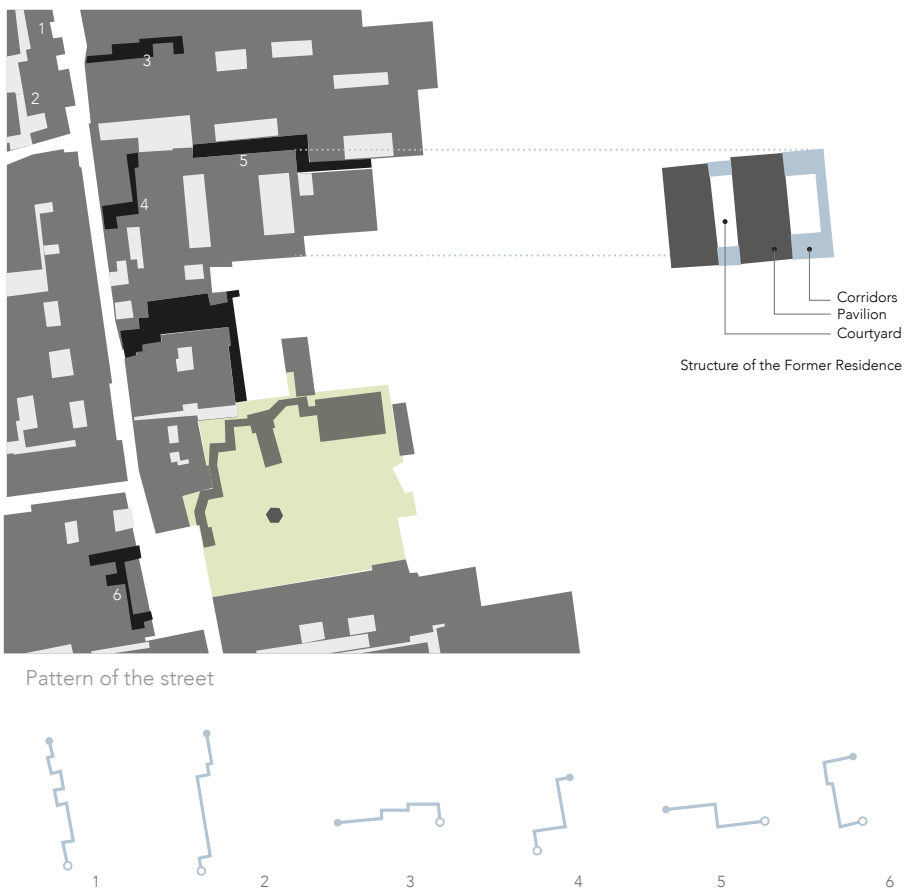 1
2
3
4
5
6
Corridors
Pavilion
Courtyard
Structure of the Former Residence
Pattern of the street
1 2 3 4 5 6